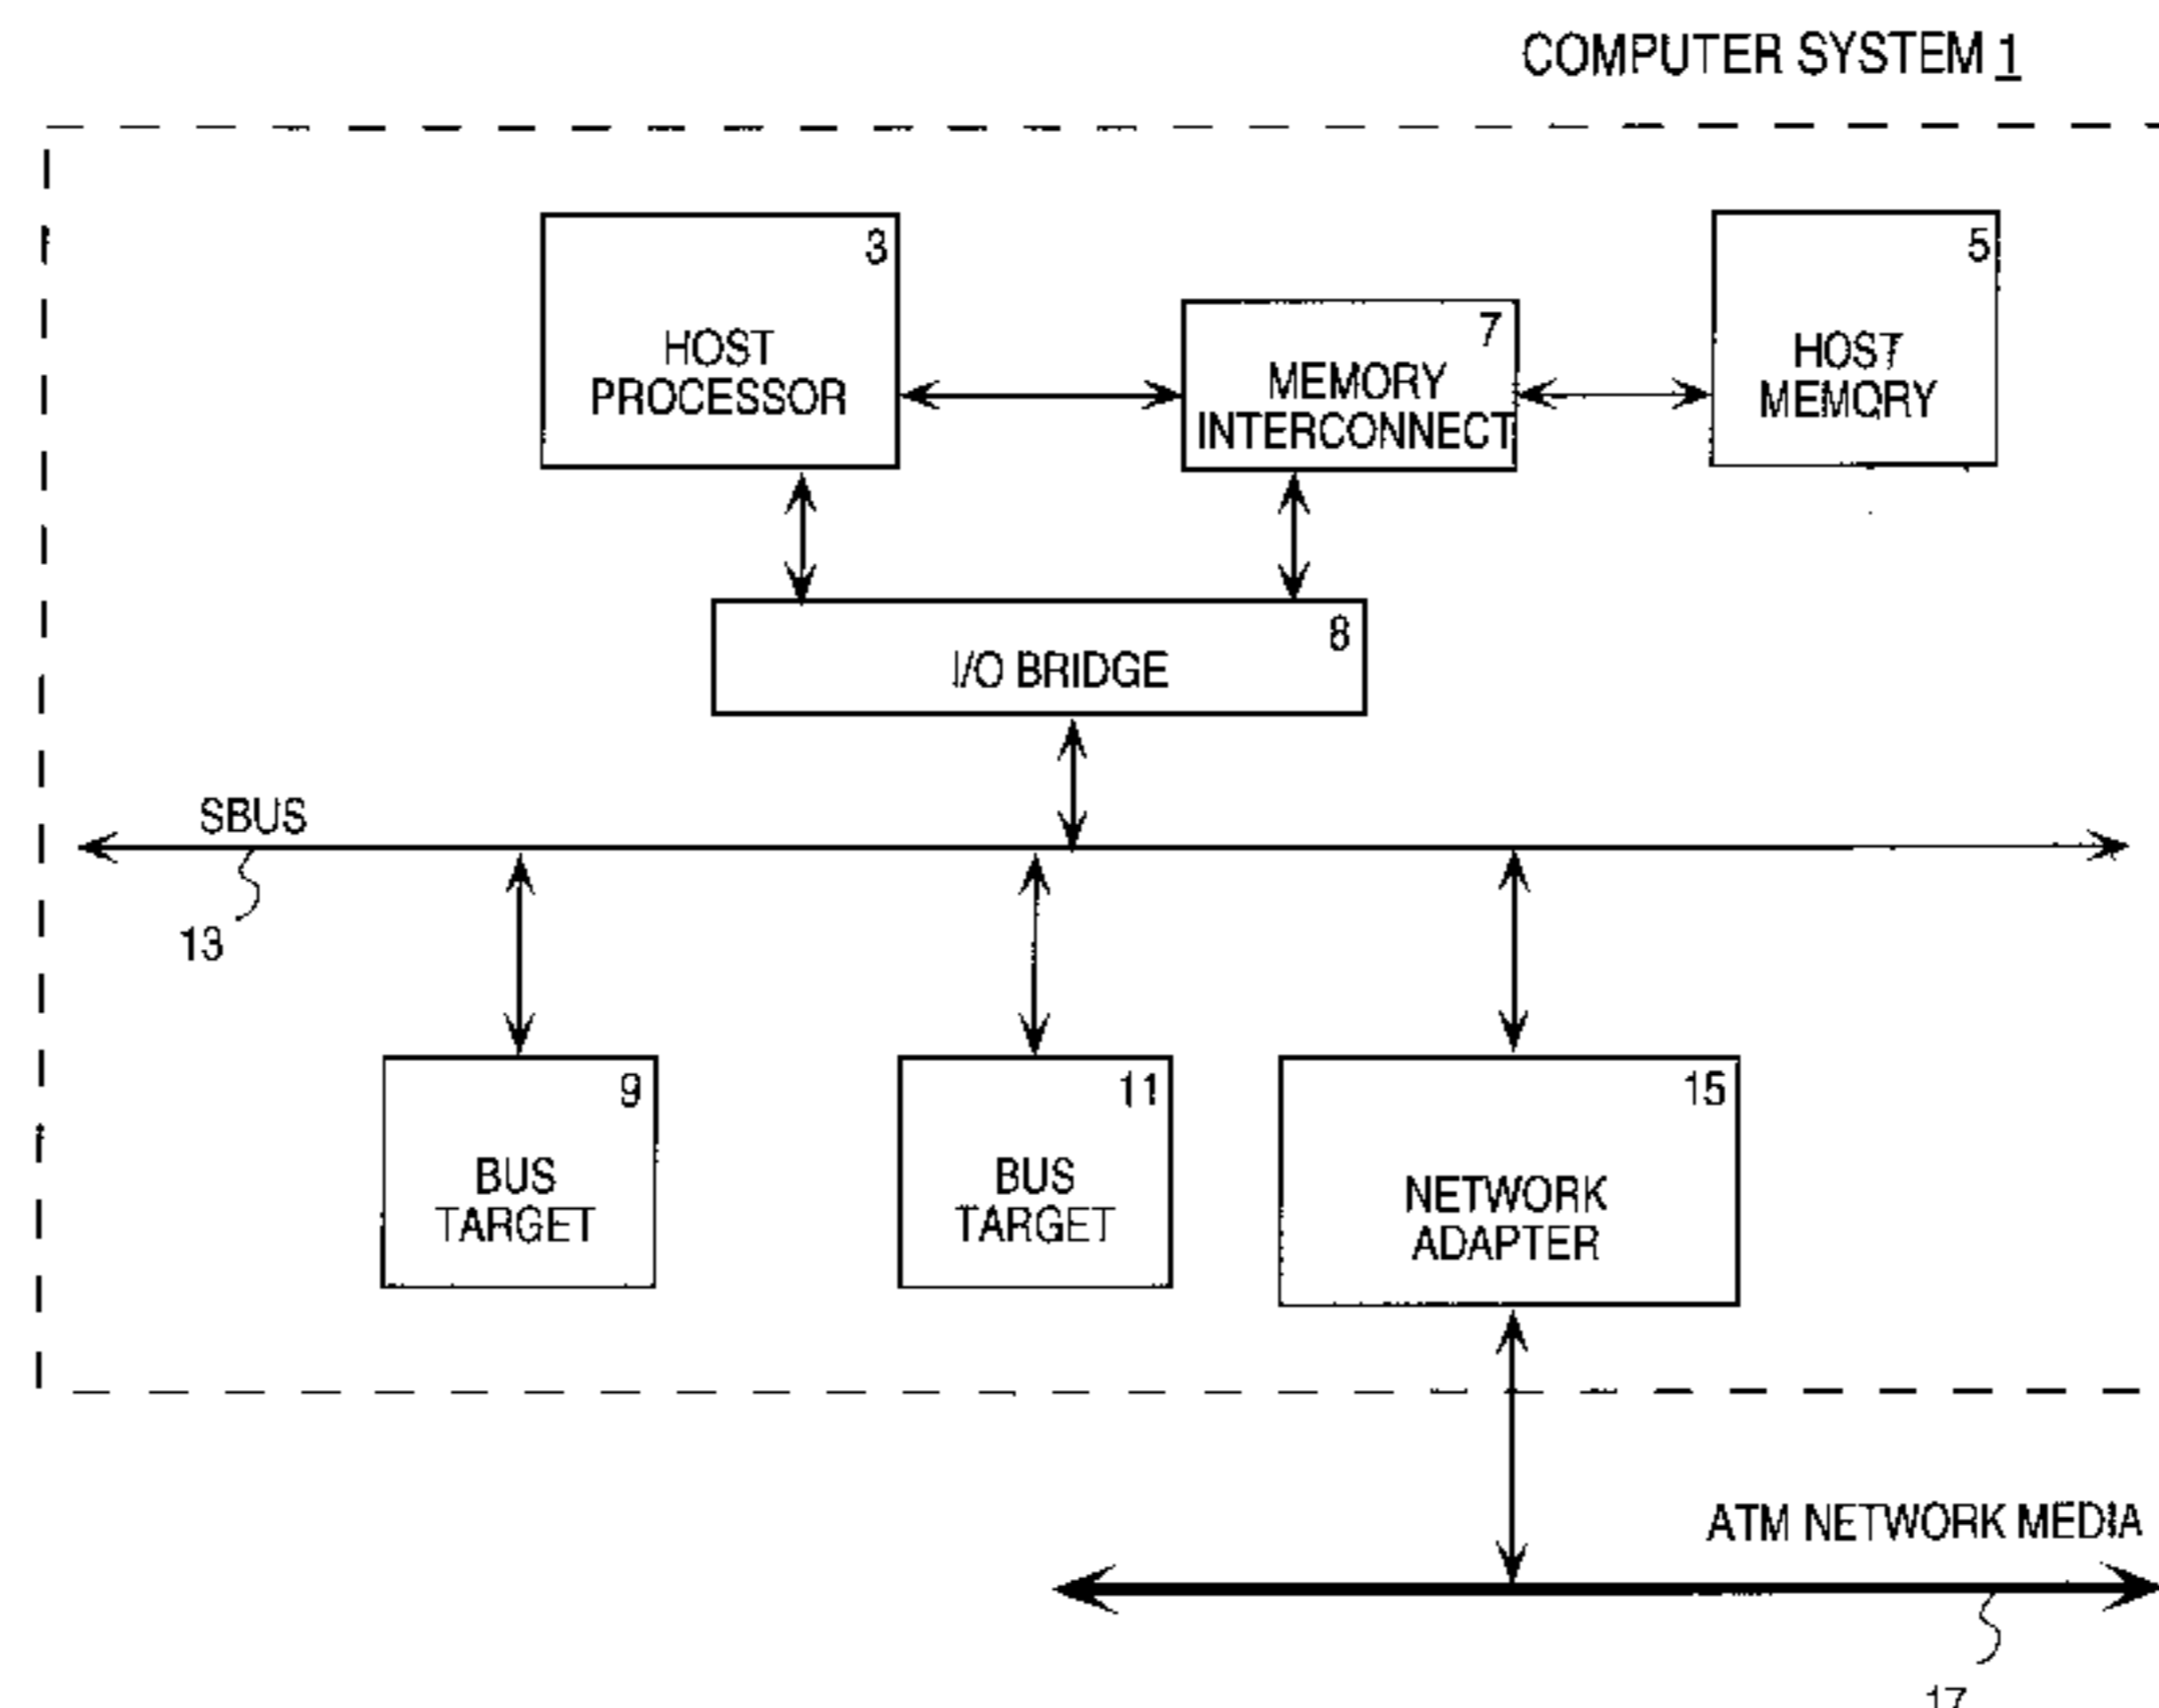 COMPUTER SYSTEM 1
3
HOST
PROCESSOR
7
MEMORY
INTERCONNECT
5
HOST
MEMORY
8
I/O BRIDGE
SBUS
13
9
BUS
TARGET
11
BUS
TARGET
15
NETWORK
ADAPTER
ATM NETWORK MEDIA
17